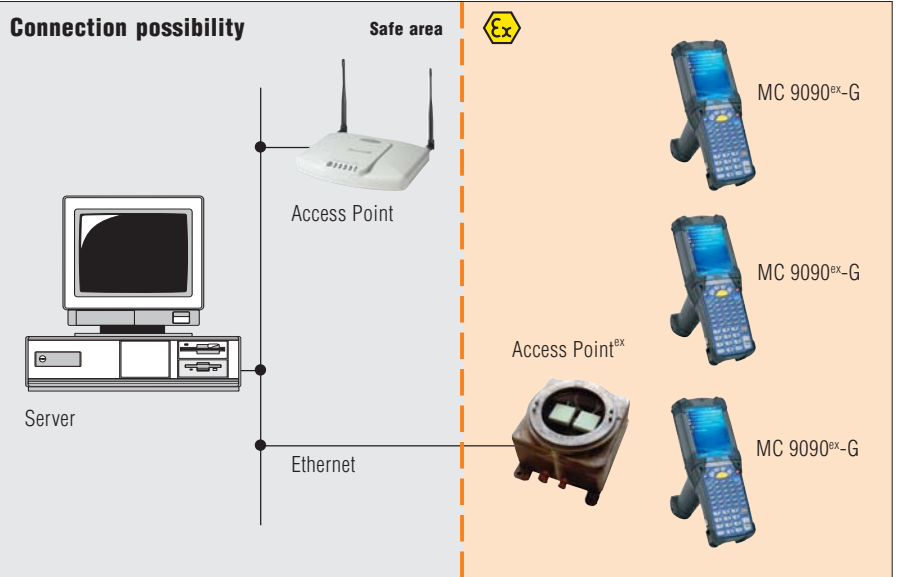 Connection possibility
Safe area
Ex
MC 9090ex-G
Access Point
MC 9090ex-G
Access Pointex
Server
MC 9090ex-G
Ethernet